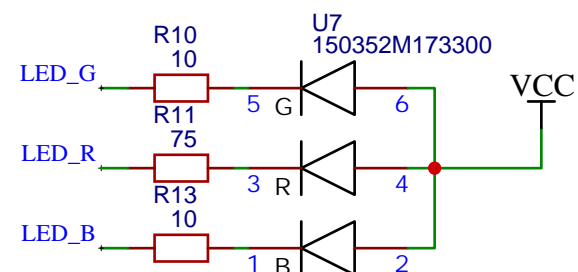 U7
150352M173300
R10
10
LED_G
5
G
6
VCC
R11
75
LED_R
3
R
4
R13
10
LED_B
1
B
2